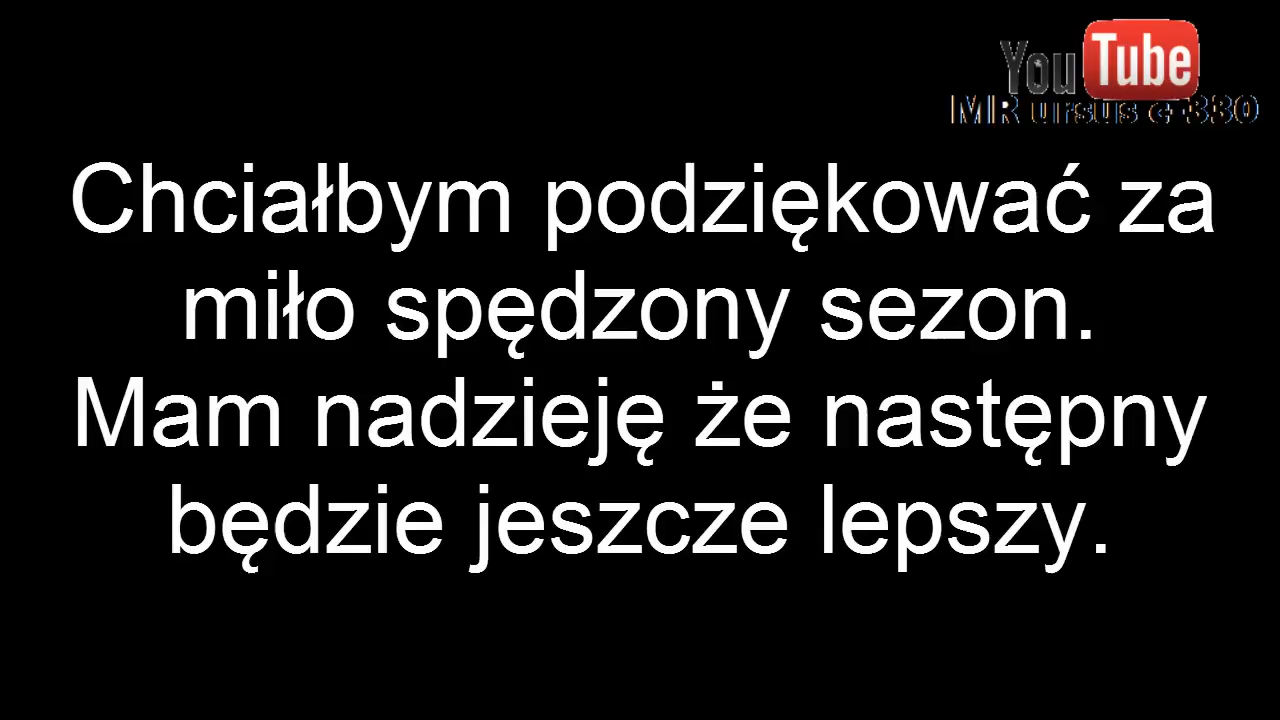 YouTube
MR ursus c-330
Chciałbym podziękować za
miło spędzony sezon.
Mam nadzieję że następny
będzie jeszcze lepszy.